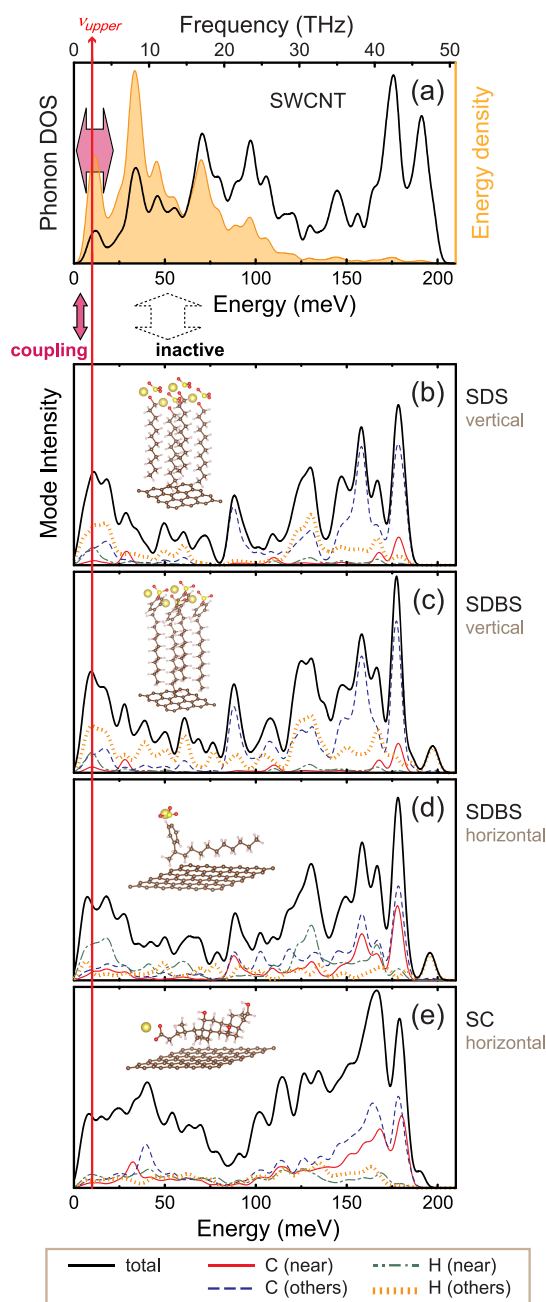 ν_upper
Frequency (THz)
0 10 20 30 40 50
Phonon DOS
SWCNT
(a)
Energy density
0 50 100 150 200
Energy (meV)
coupling
inactive
Mode Intensity
(b)
SDS
vertical
(c)
SDBS
vertical
(d)
SDBS
horizontal
(e)
SC
horizontal
0 50 100 150 200
Energy (meV)
total C (near) H (near)
C (others) H (others)